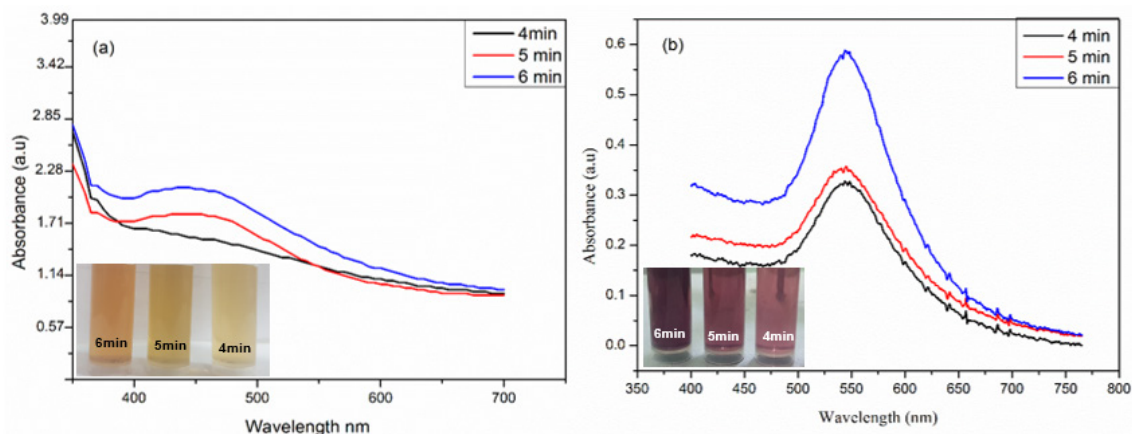 (a)
4min
5 min
6 min
3.99
3.42
2.85
2.28
1.71
1.14
0.57
Absorbance (a.u)
6min
5min
4min
400
500
600
700
Wavelength nm
(b)
4 min
5 min
6 min
0.6
0.5
0.4
0.3
0.2
0.1
0.0
Absorbance (a.u)
6min
5min
4min
350
400
450
500
550
600
650
700
750
800
Wavelength (nm)